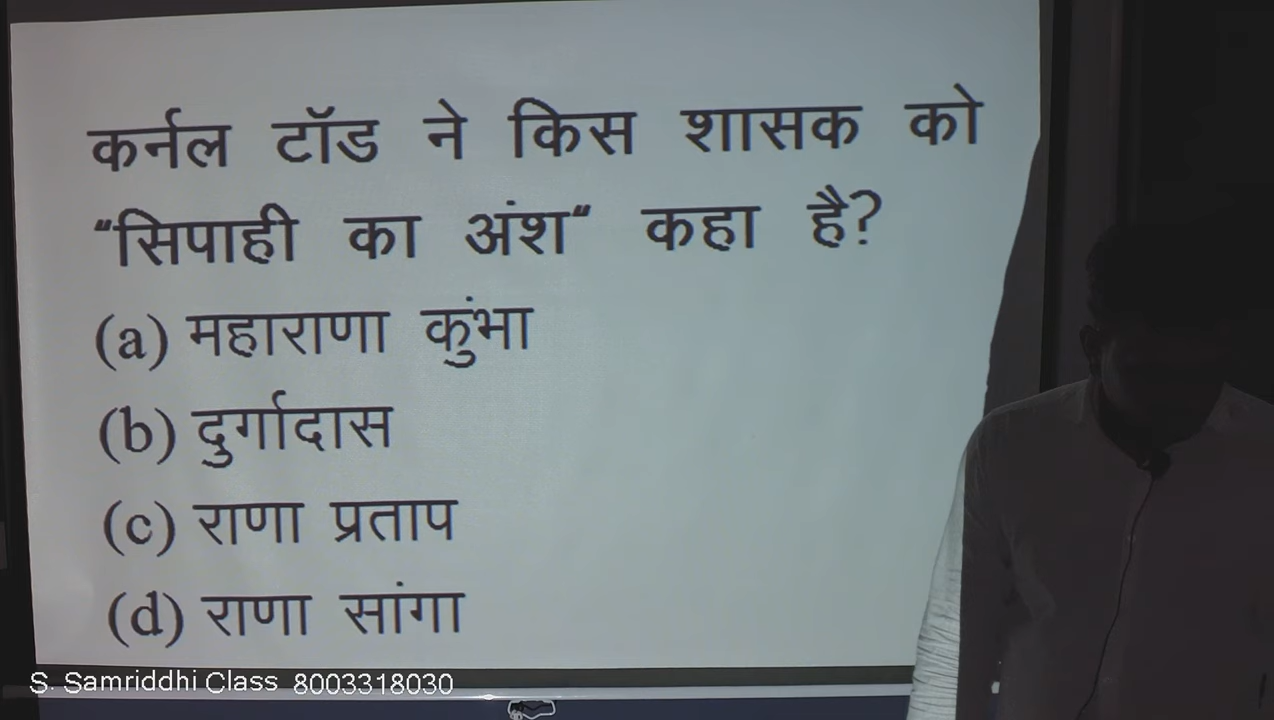 कर्नल टॉड ने किस शासक को
“सिपाही का अंश“ कहा है?
(a) महाराणा कुंभा
(b) दुर्गादास
(c) राणा प्रताप
(d) राणा सांगा
S. Samriddhi Class 8003318030